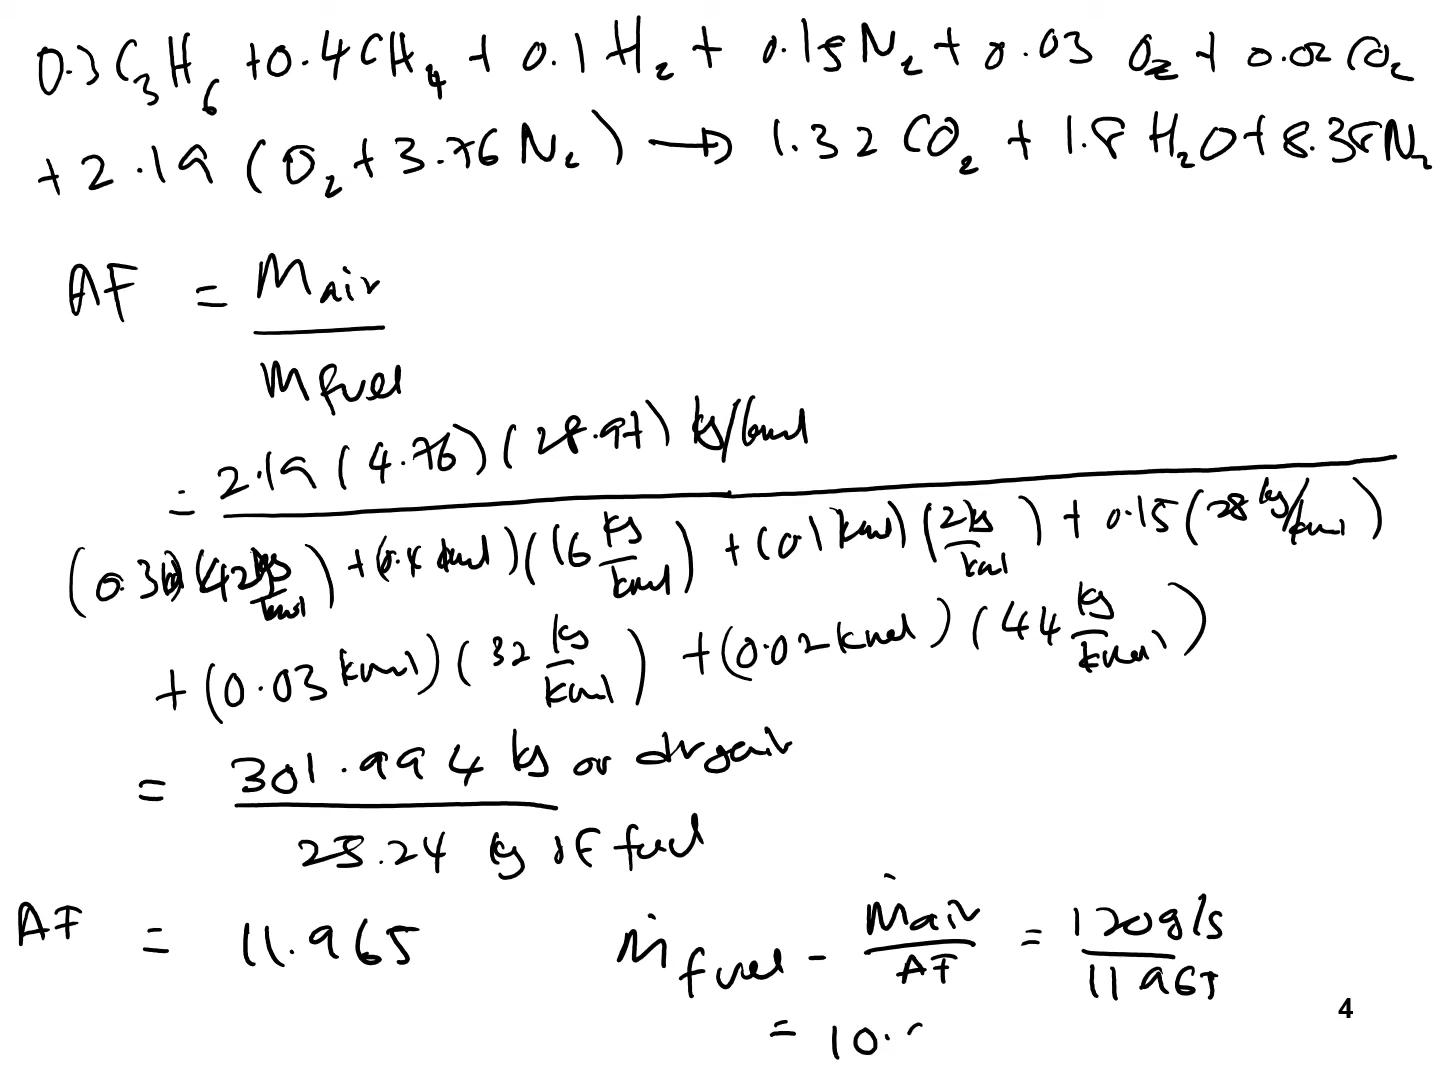 0.3 C₃H₆ + 0.4 CH₄ + 0.1 H₂ + 0.15 N₂ + 0.03 O₂ + 0.02 CO₂
+ 2.19 (O₂ + 3.76 N₂) → 1.32 CO₂ + 1.8 H₂O + 8.38 N₂
AF = Mair
mfuel
= 2.19 (4.76) (28.97) kg/kmol
(0.3 (42 kg/kmol) + (0.4 kmol) (16 kg/kmol) + (0.1 kmol) (2 kg/kmol) + 0.15 (28 kg/kmol)
+ (0.03 kmol) (32 kg/kmol) + (0.02 kmol) (44 kg/kmol)
= 301.994 kg or dry air
25.24 kg of fuel
AF = 11.965
ṁfuel - ṁair / AF = 120 g/s / 11.965
= 10.
4